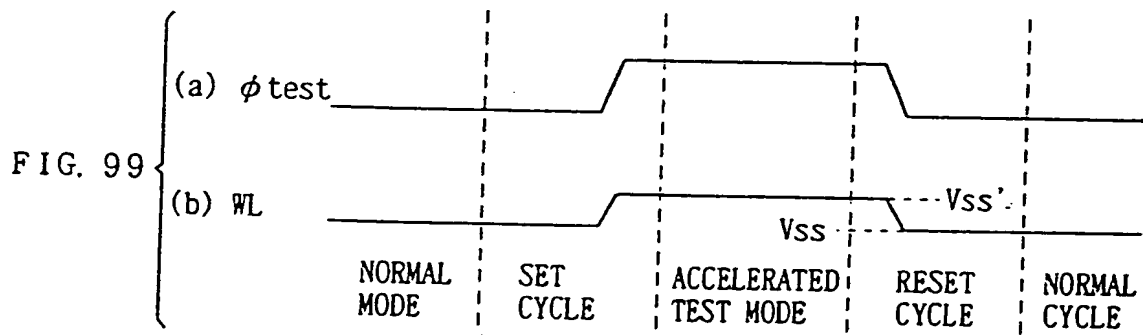 FIG. 99
(a) φtest
(b) WL
Vss'
Vss
NORMAL
MODE
SET
CYCLE
ACCELERATED
TEST MODE
RESET
CYCLE
NORMAL
CYCLE